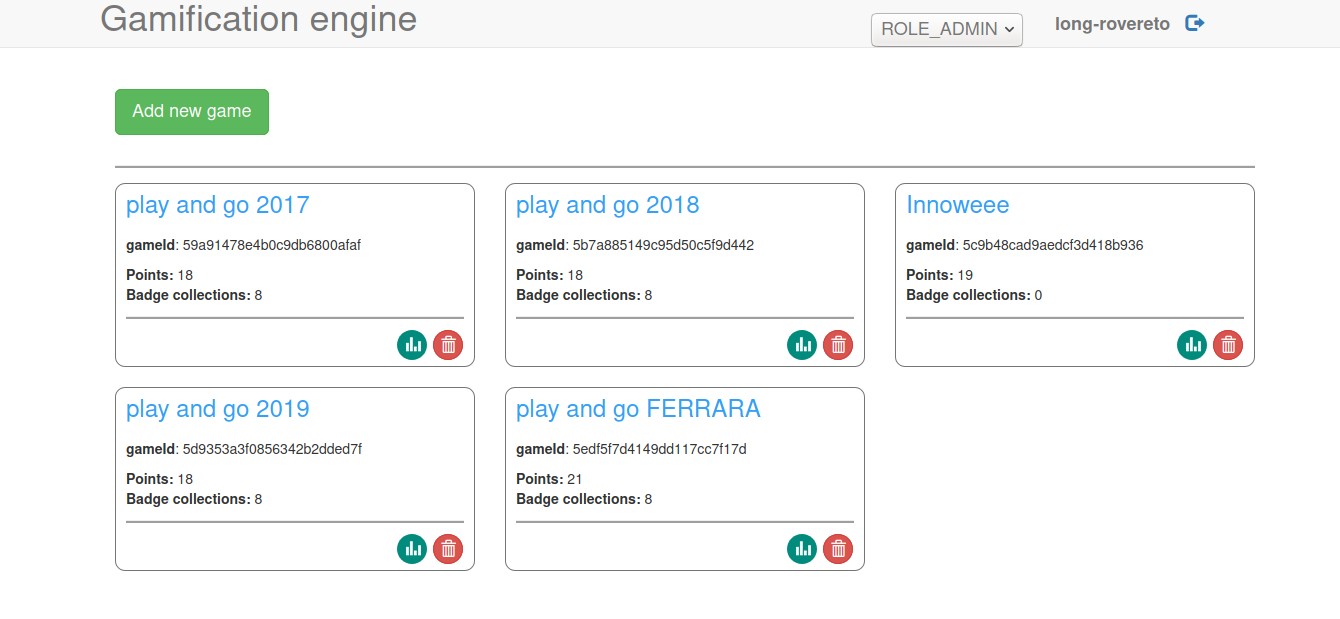 Gamification engine
ROLE_ADMIN
long-rovereto
Add new game
play and go 2017
gameId: 59a91478e4b0c9db6800afaf
Points: 18
Badge collections: 8
play and go 2018
gameId: 5b7a885149c95d50c5f9d442
Points: 18
Badge collections: 8
Innoweee
gameId: 5c9b48cad9aedcf3d418b936
Points: 19
Badge collections: 0
play and go 2019
gameId: 5d9353a3f0856342b2dded7f
Points: 18
Badge collections: 8
play and go FERRARA
gameId: 5edf5f7d4149dd117cc7f17d
Points: 21
Badge collections: 8